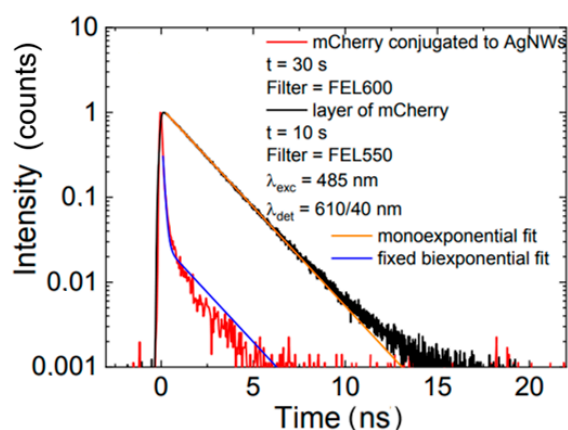 mCherry conjugated to AgNWs
t = 30 s
Filter = FEL600
layer of mCherry
t = 10 s
Filter = FEL550
λexc = 485 nm
λdet = 610/40 nm
monoexponential fit
fixed biexponential fit
Intensity (counts)
1
0.1
0.01
0.001
0 5 10 15 20
Time (ns)